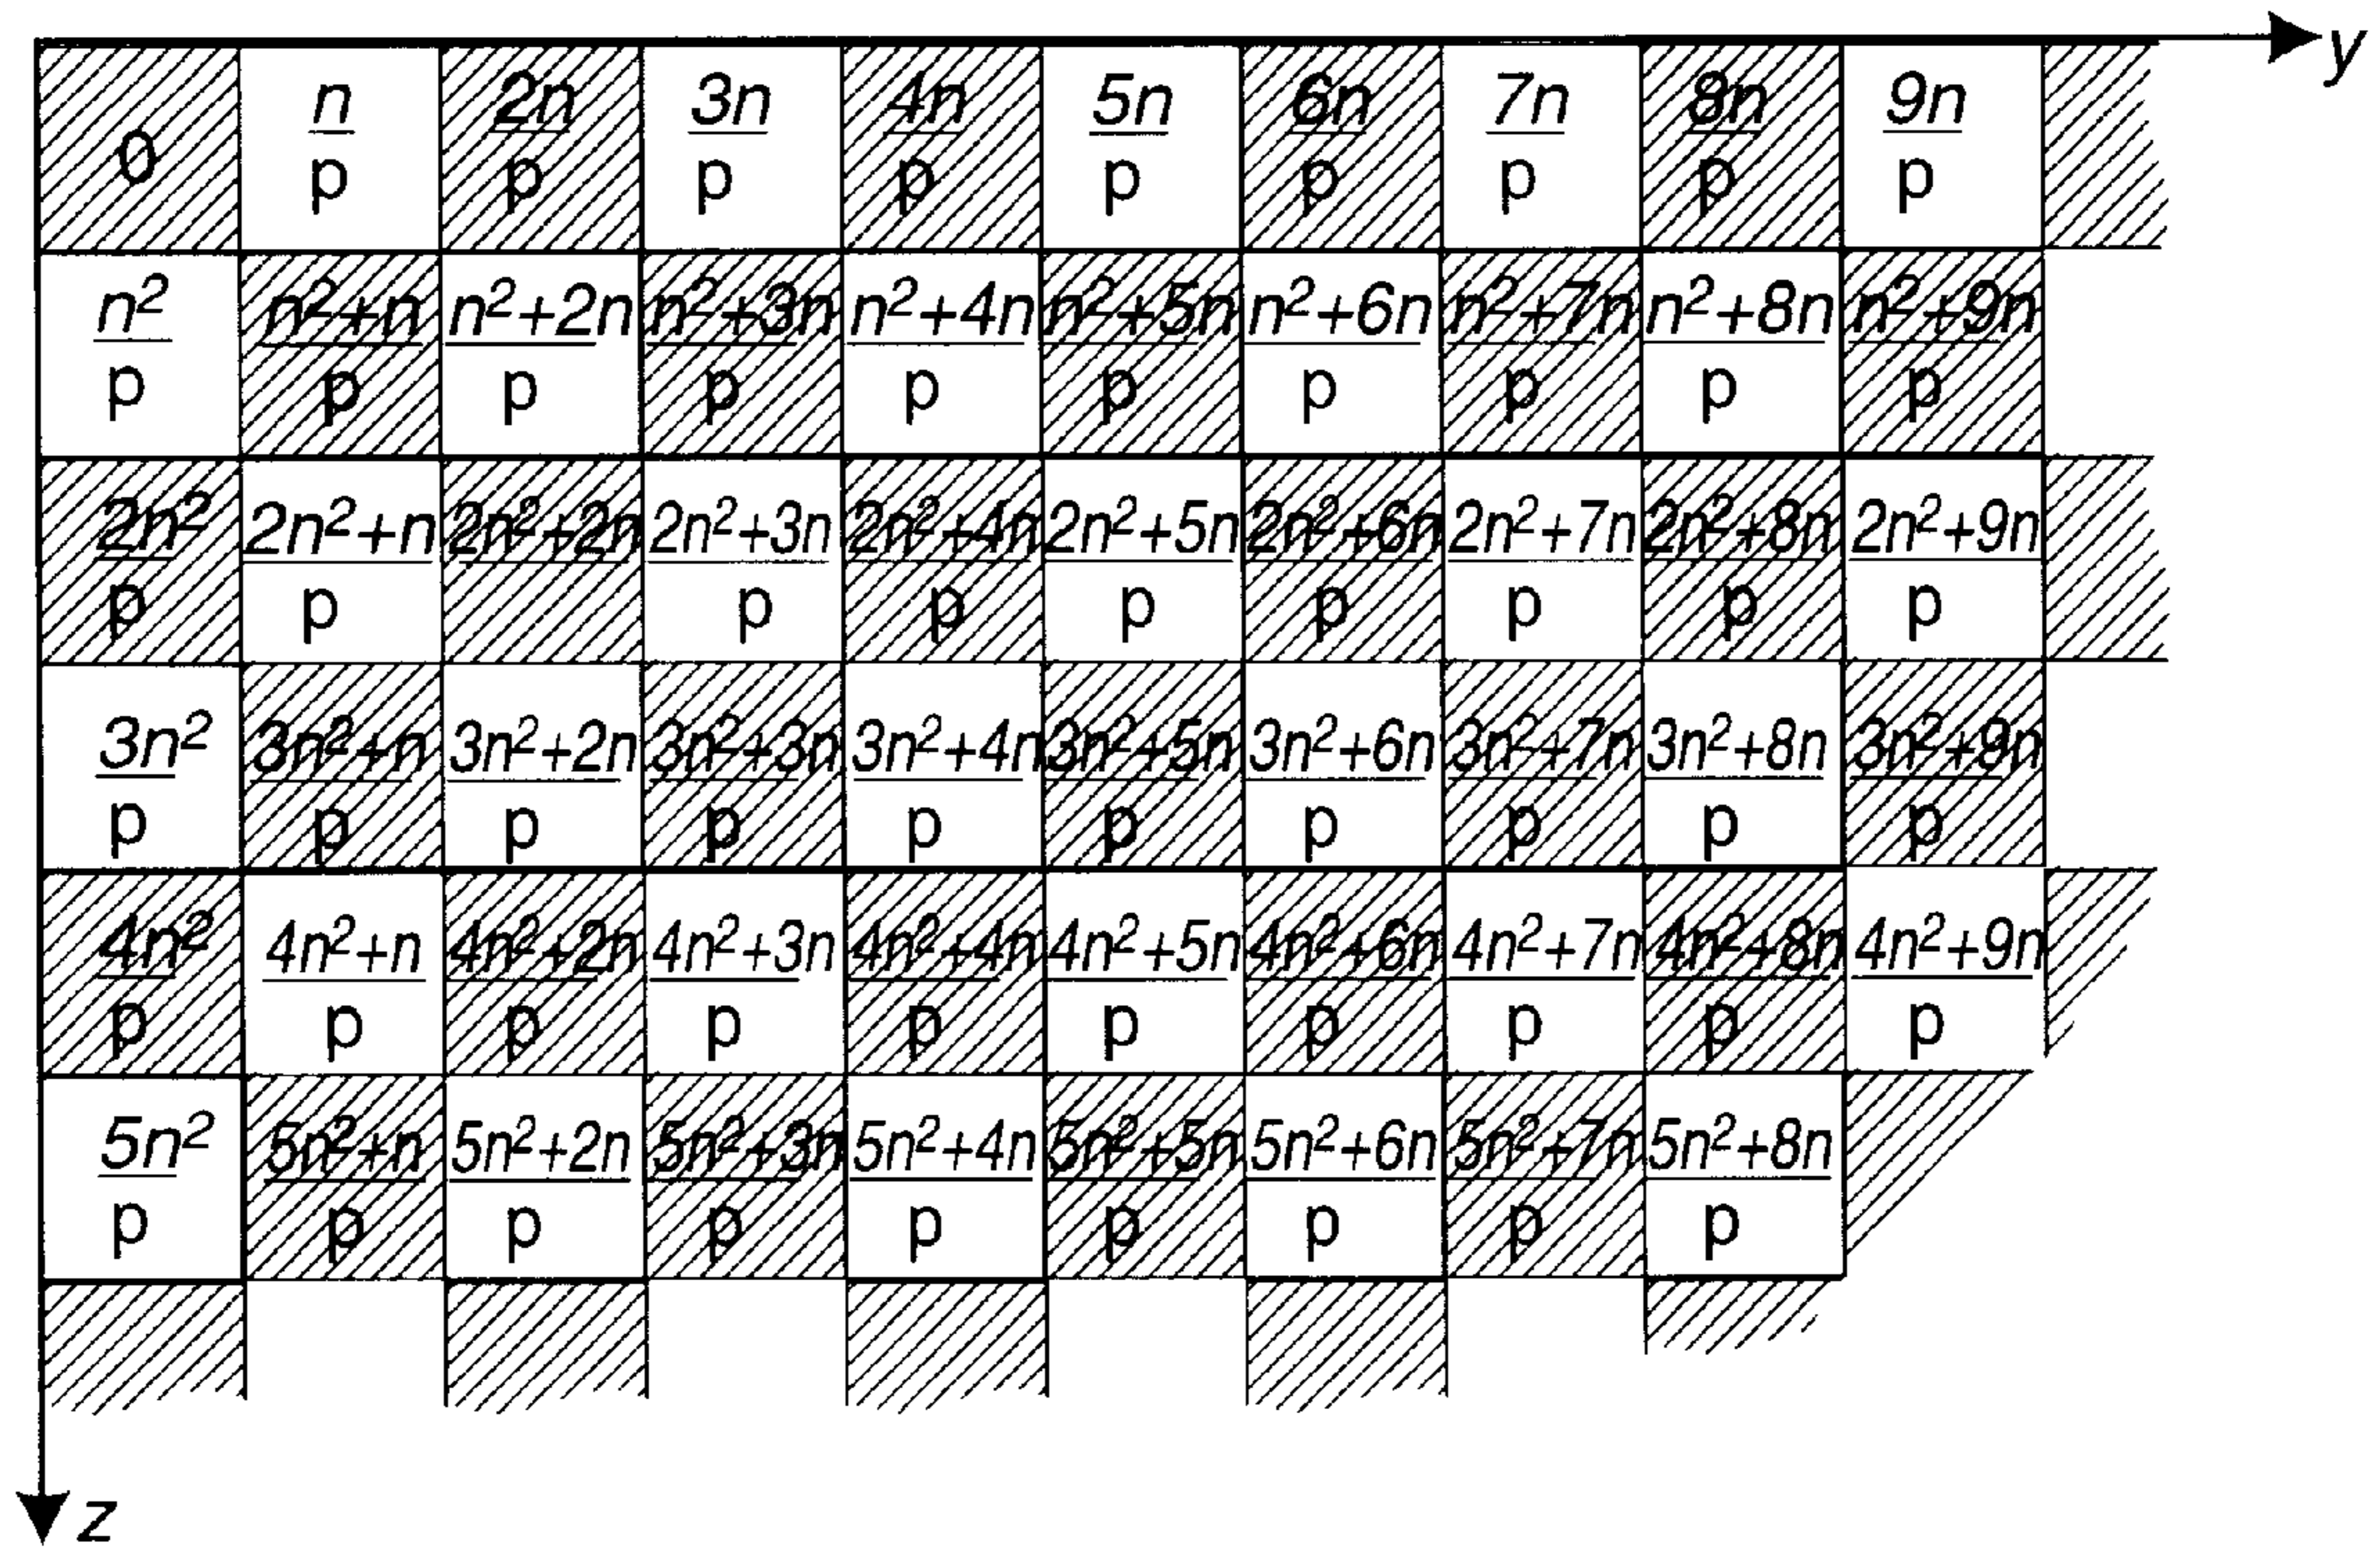 y
n 2n 3n 4n 5n 6n 7n 8n 9n
0 p p p p p p p p p
n² n²+n n²+2n n²+3n n²+4n n²+5n n²+6n n²+7n n²+8n n²+9n
p p p p p p p p p p
2n² 2n²+n 2n²+2n 2n²+3n 2n²+4n 2n²+5n 2n²+6n 2n²+7n 2n²+8n 2n²+9n
p p p p p p p p p
3n² 3n²+n 3n²+2n 3n²+3n 3n²+4n 3n²+5n 3n²+6n 3n²+7n 3n²+8n 3n²+9n
p p p p p p p p p p
4n² 4n²+n 4n²+2n 4n²+3n 4n²+4n 4n²+5n 4n²+6n 4n²+7n 4n²+8n 4n²+9n
p p p p p p p p p p
5n² 5n²+n 5n²+2n 5n²+3n 5n²+4n 5n²+5n 5n²+6n 5n²+7n 5n²+8n
p p p p p p p p p
z